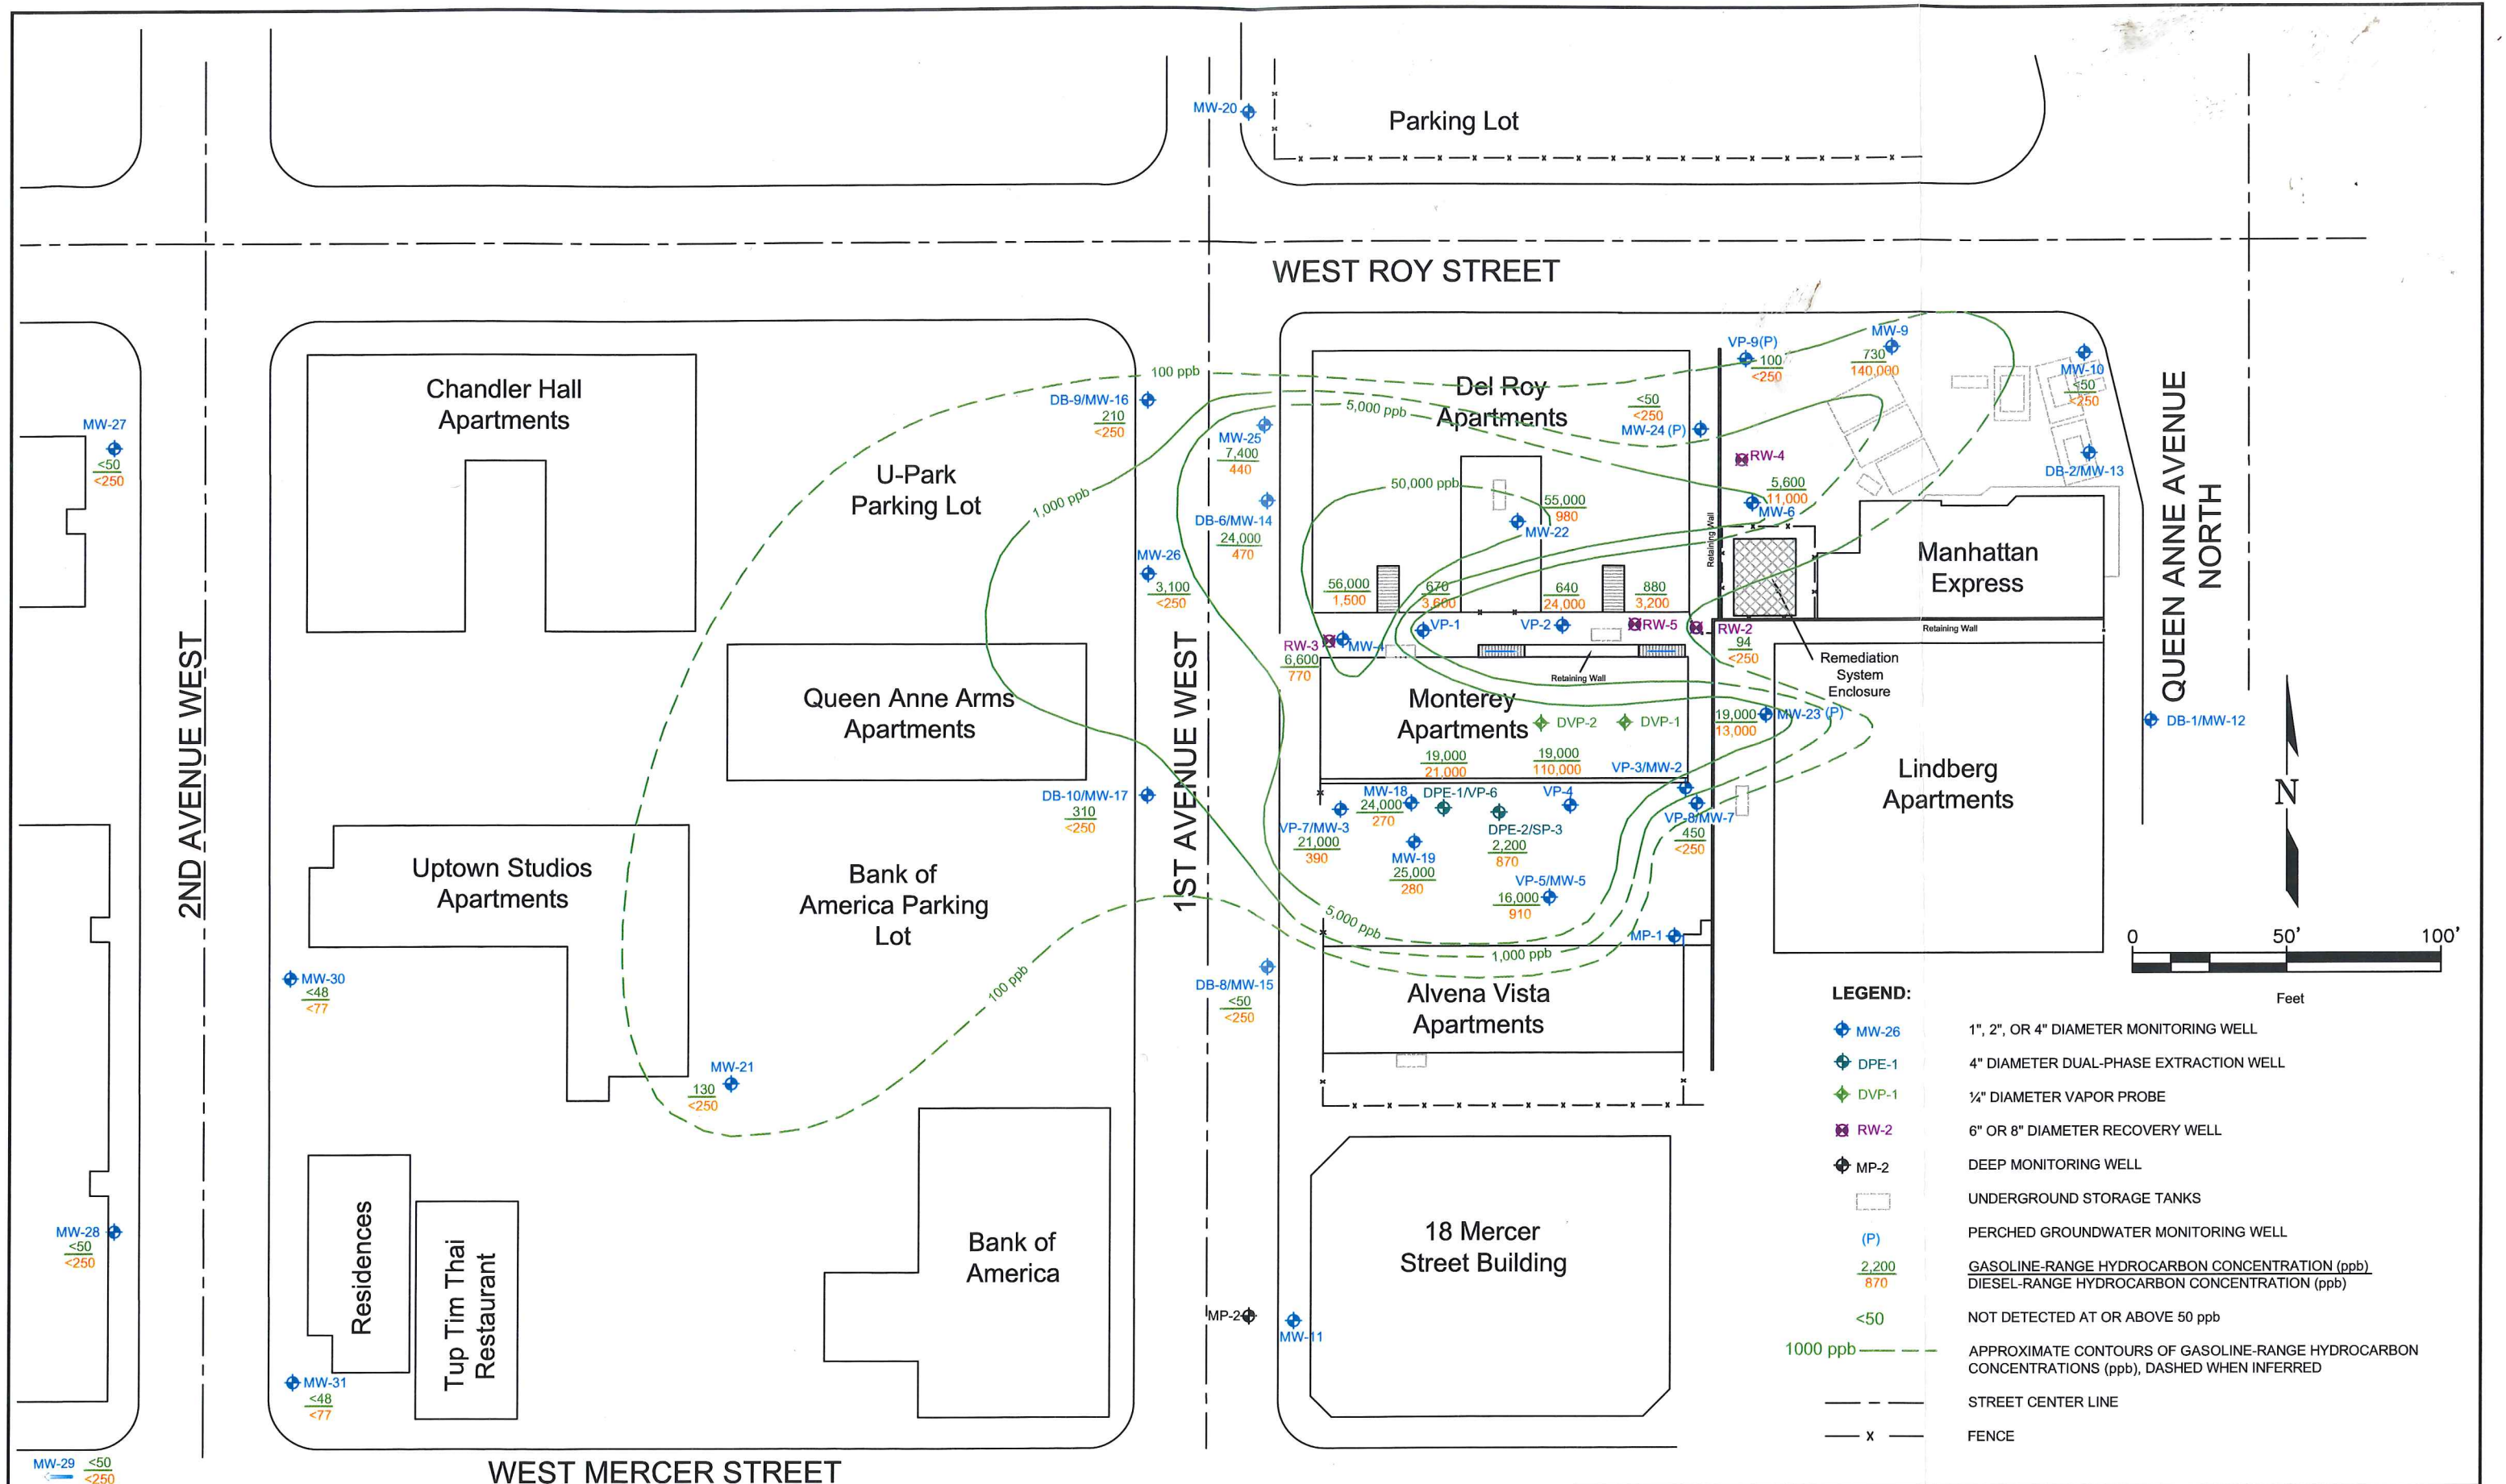 MW-20
Parking Lot
WEST ROY STREET
Chandler Hall
Apartments
MW-27
<50
<250
U-Park
Parking Lot
100 ppb
DB-9/MW-16
210
<250
1,000 ppb
MW-26
3,100
<250
MW-25
7,400
440
DB-6/MW-14
24,000
470
5,000 ppb
Del Roy
Apartments
<50
<250
MW-24 (P)
VP-9(P)
100
<250
MW-9
730
140,000
MW-10
<50
<250
DB-2/MW-13
RW-4
5,600
11,000
MW-6
50,000 ppb
55,000
980
MW-22
Retaining Wall
Manhattan
Express
QUEEN ANNE AVENUE
NORTH
56,000
1,500
670
3,600
640
24,000
880
3,200
RW-3
6,600
770
MW-4
VP-1
VP-2
RW-5
RW-2
94
<250
Retaining Wall
Remediation
System
Enclosure
Retaining Wall
2ND AVENUE WEST
1ST AVENUE WEST
Queen Anne Arms
Apartments
Monterey
Apartments
DVP-2
DVP-1
19,000
13,000
MW-23 (P)
DB-1/MW-12
N
19,000
21,000
19,000
110,000
VP-3/MW-2
Lindberg
Apartments
DB-10/MW-17
310
<250
MW-18
24,000
270
DPE-1/VP-6
VP-4
VP-7/MW-3
21,000
390
DPE-2/SP-3
2,200
870
VP-8/MW-7
450
<250
MW-19
25,000
280
VP-5/MW-5
16,000
910
Uptown Studios
Apartments
Bank of
America Parking
Lot
5,000 ppb
1,000 ppb
MP-1
0 50' 100'
Feet
MW-30
<48
<77
100 ppb
DB-8/MW-15
<50
<250
Alvena Vista
Apartments
MW-21
130
<250
MW-28
<50
<250
Residences
Tup Tim Thai
Restaurant
Bank of
America
18 Mercer
Street Building
MP-2
MW-11
MW-31
<48
<77
MW-29
<50
<250
WEST MERCER STREET
LEGEND:
MW-26 1", 2", OR 4" DIAMETER MONITORING WELL
DPE-1 4" DIAMETER DUAL-PHASE EXTRACTION WELL
DVP-1 ¼" DIAMETER VAPOR PROBE
RW-2 6" OR 8" DIAMETER RECOVERY WELL
MP-2 DEEP MONITORING WELL
UNDERGROUND STORAGE TANKS
(P) PERCHED GROUNDWATER MONITORING WELL
2,200 GASOLINE-RANGE HYDROCARBON CONCENTRATION (ppb)
870 DIESEL-RANGE HYDROCARBON CONCENTRATION (ppb)
<50 NOT DETECTED AT OR ABOVE 50 ppb
1000 ppb APPROXIMATE CONTOURS OF GASOLINE-RANGE HYDROCARBON
CONCENTRATIONS (ppb), DASHED WHEN INFERRED
STREET CENTER LINE
x FENCE